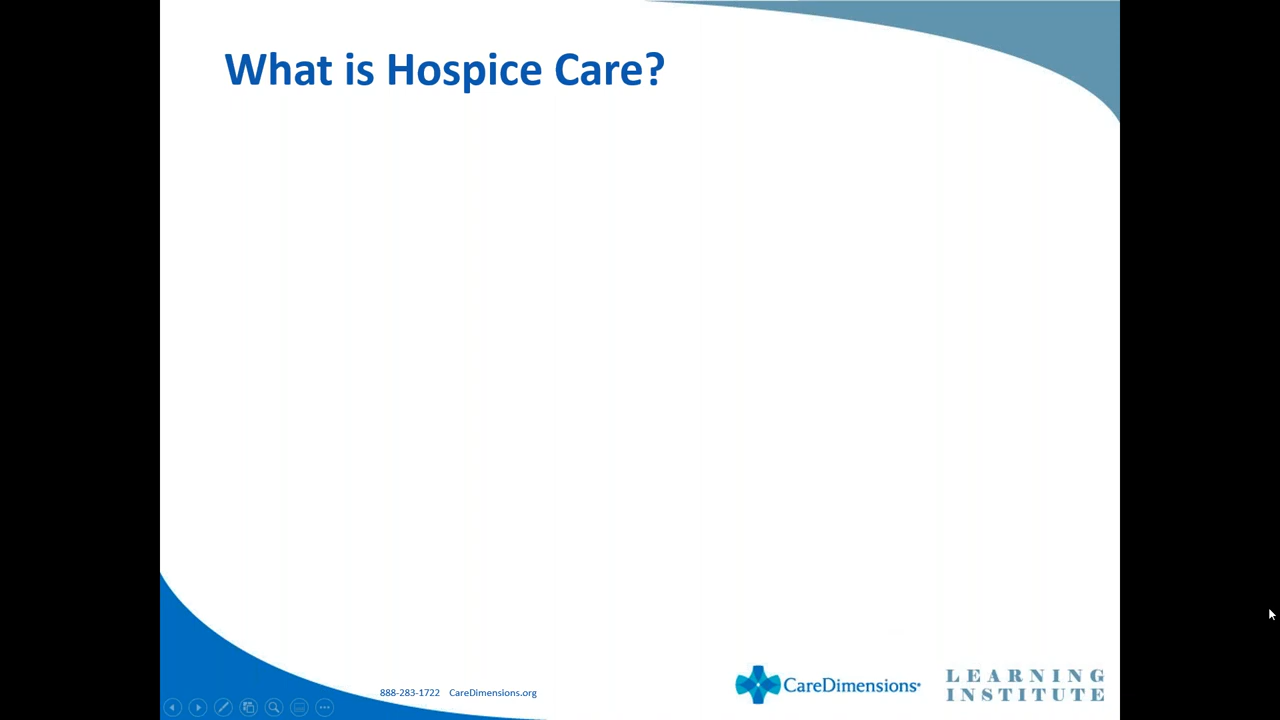 What is Hospice Care?
888-283-1722 CareDimensions.org
CareDimensions®
LEARNING
INSTITUTE